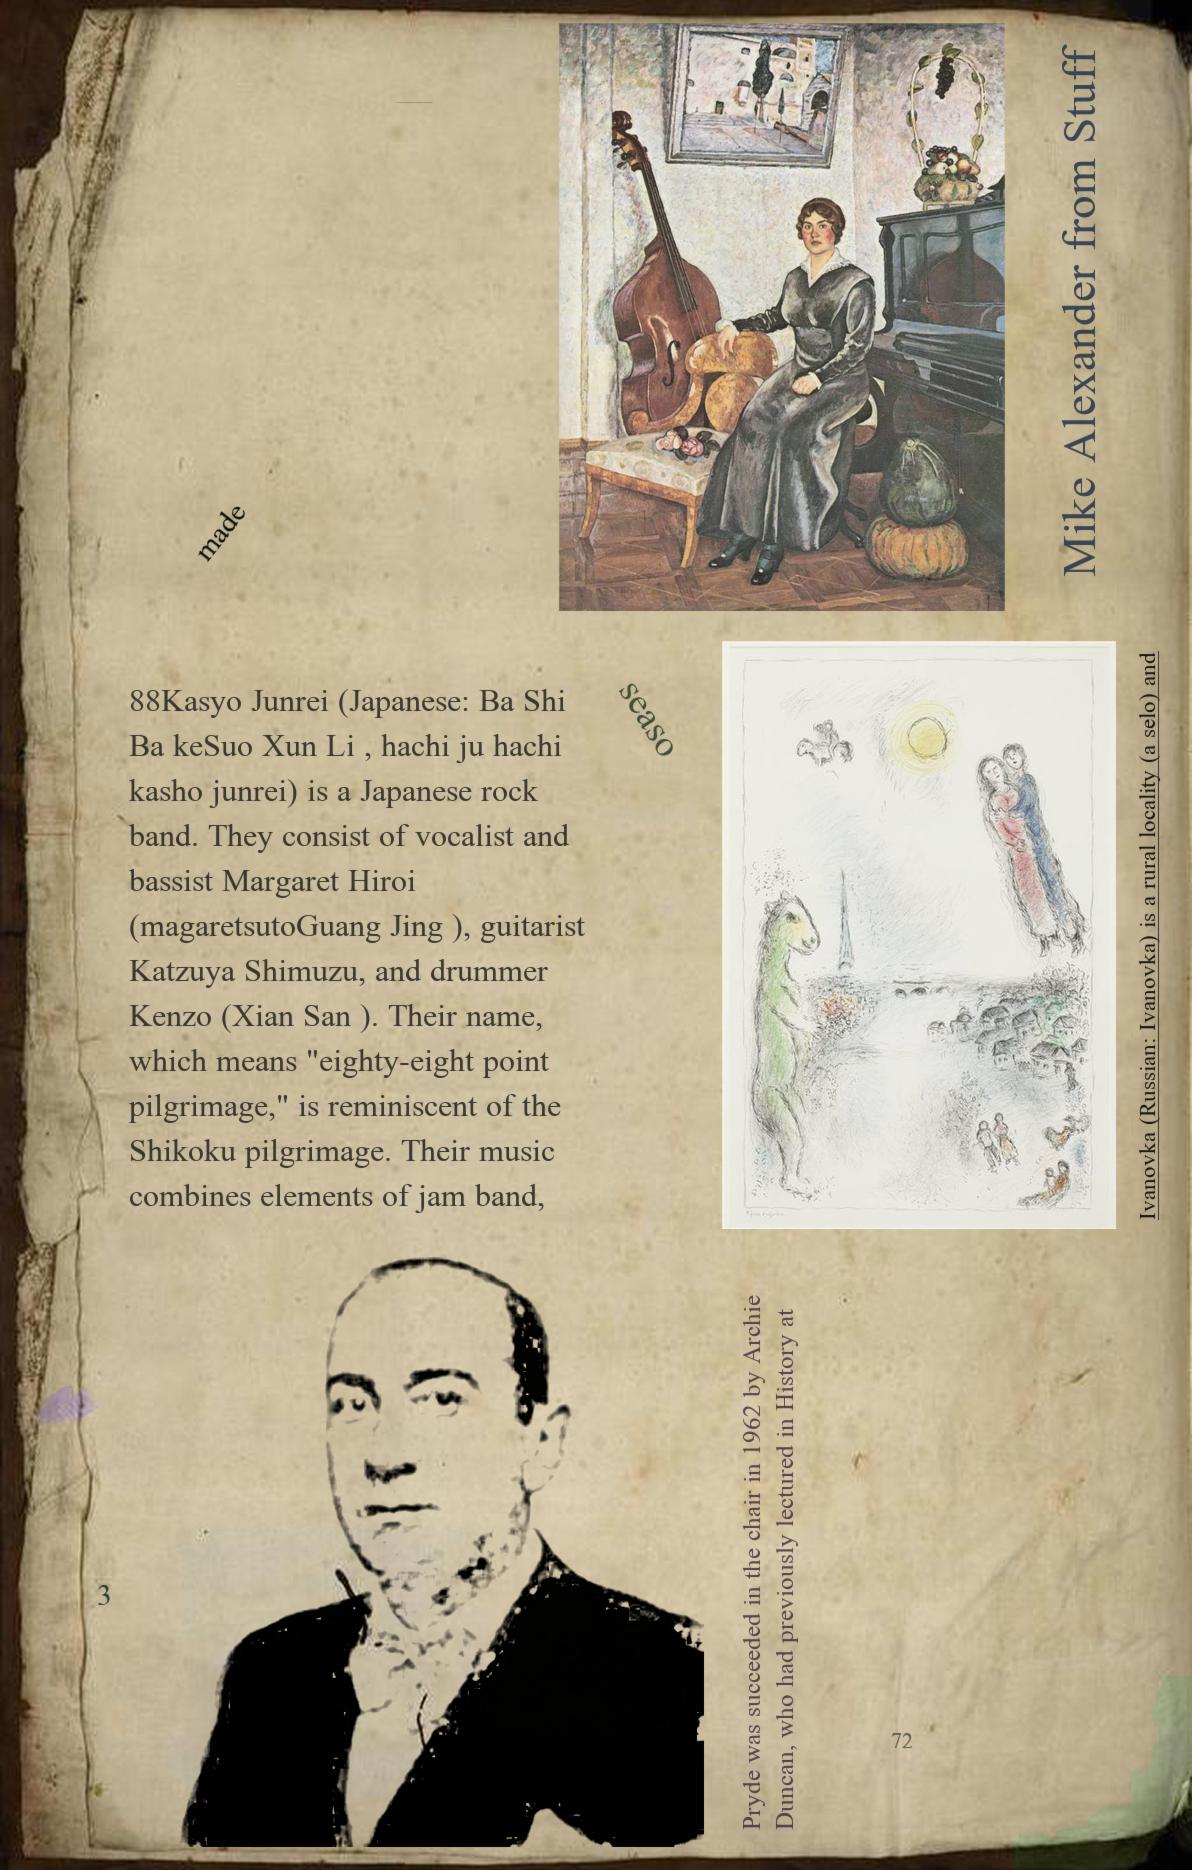 Mike Alexander from Stuff
made
88Kasyo Junrei (Japanese: Ba Shi
Ba keSuo Xun Li , hachi ju hachi
kasho junrei) is a Japanese rock
band. They consist of vocalist and
bassist Margaret Hiroi
(magaretsutoGuang Jing ), guitarist
Katzuya Shimuzu, and drummer
Kenzo (Xian San ). Their name,
which means "eighty-eight point
pilgrimage," is reminiscent of the
Shikoku pilgrimage. Their music
combines elements of jam band,
seaso
Ivanovka (Russian: Ivanovka) is a rural locality (a selo) and
Pryde was succeeded in the chair in 1962 by Archie
Duncan, who had previously lectured in History at
3
72